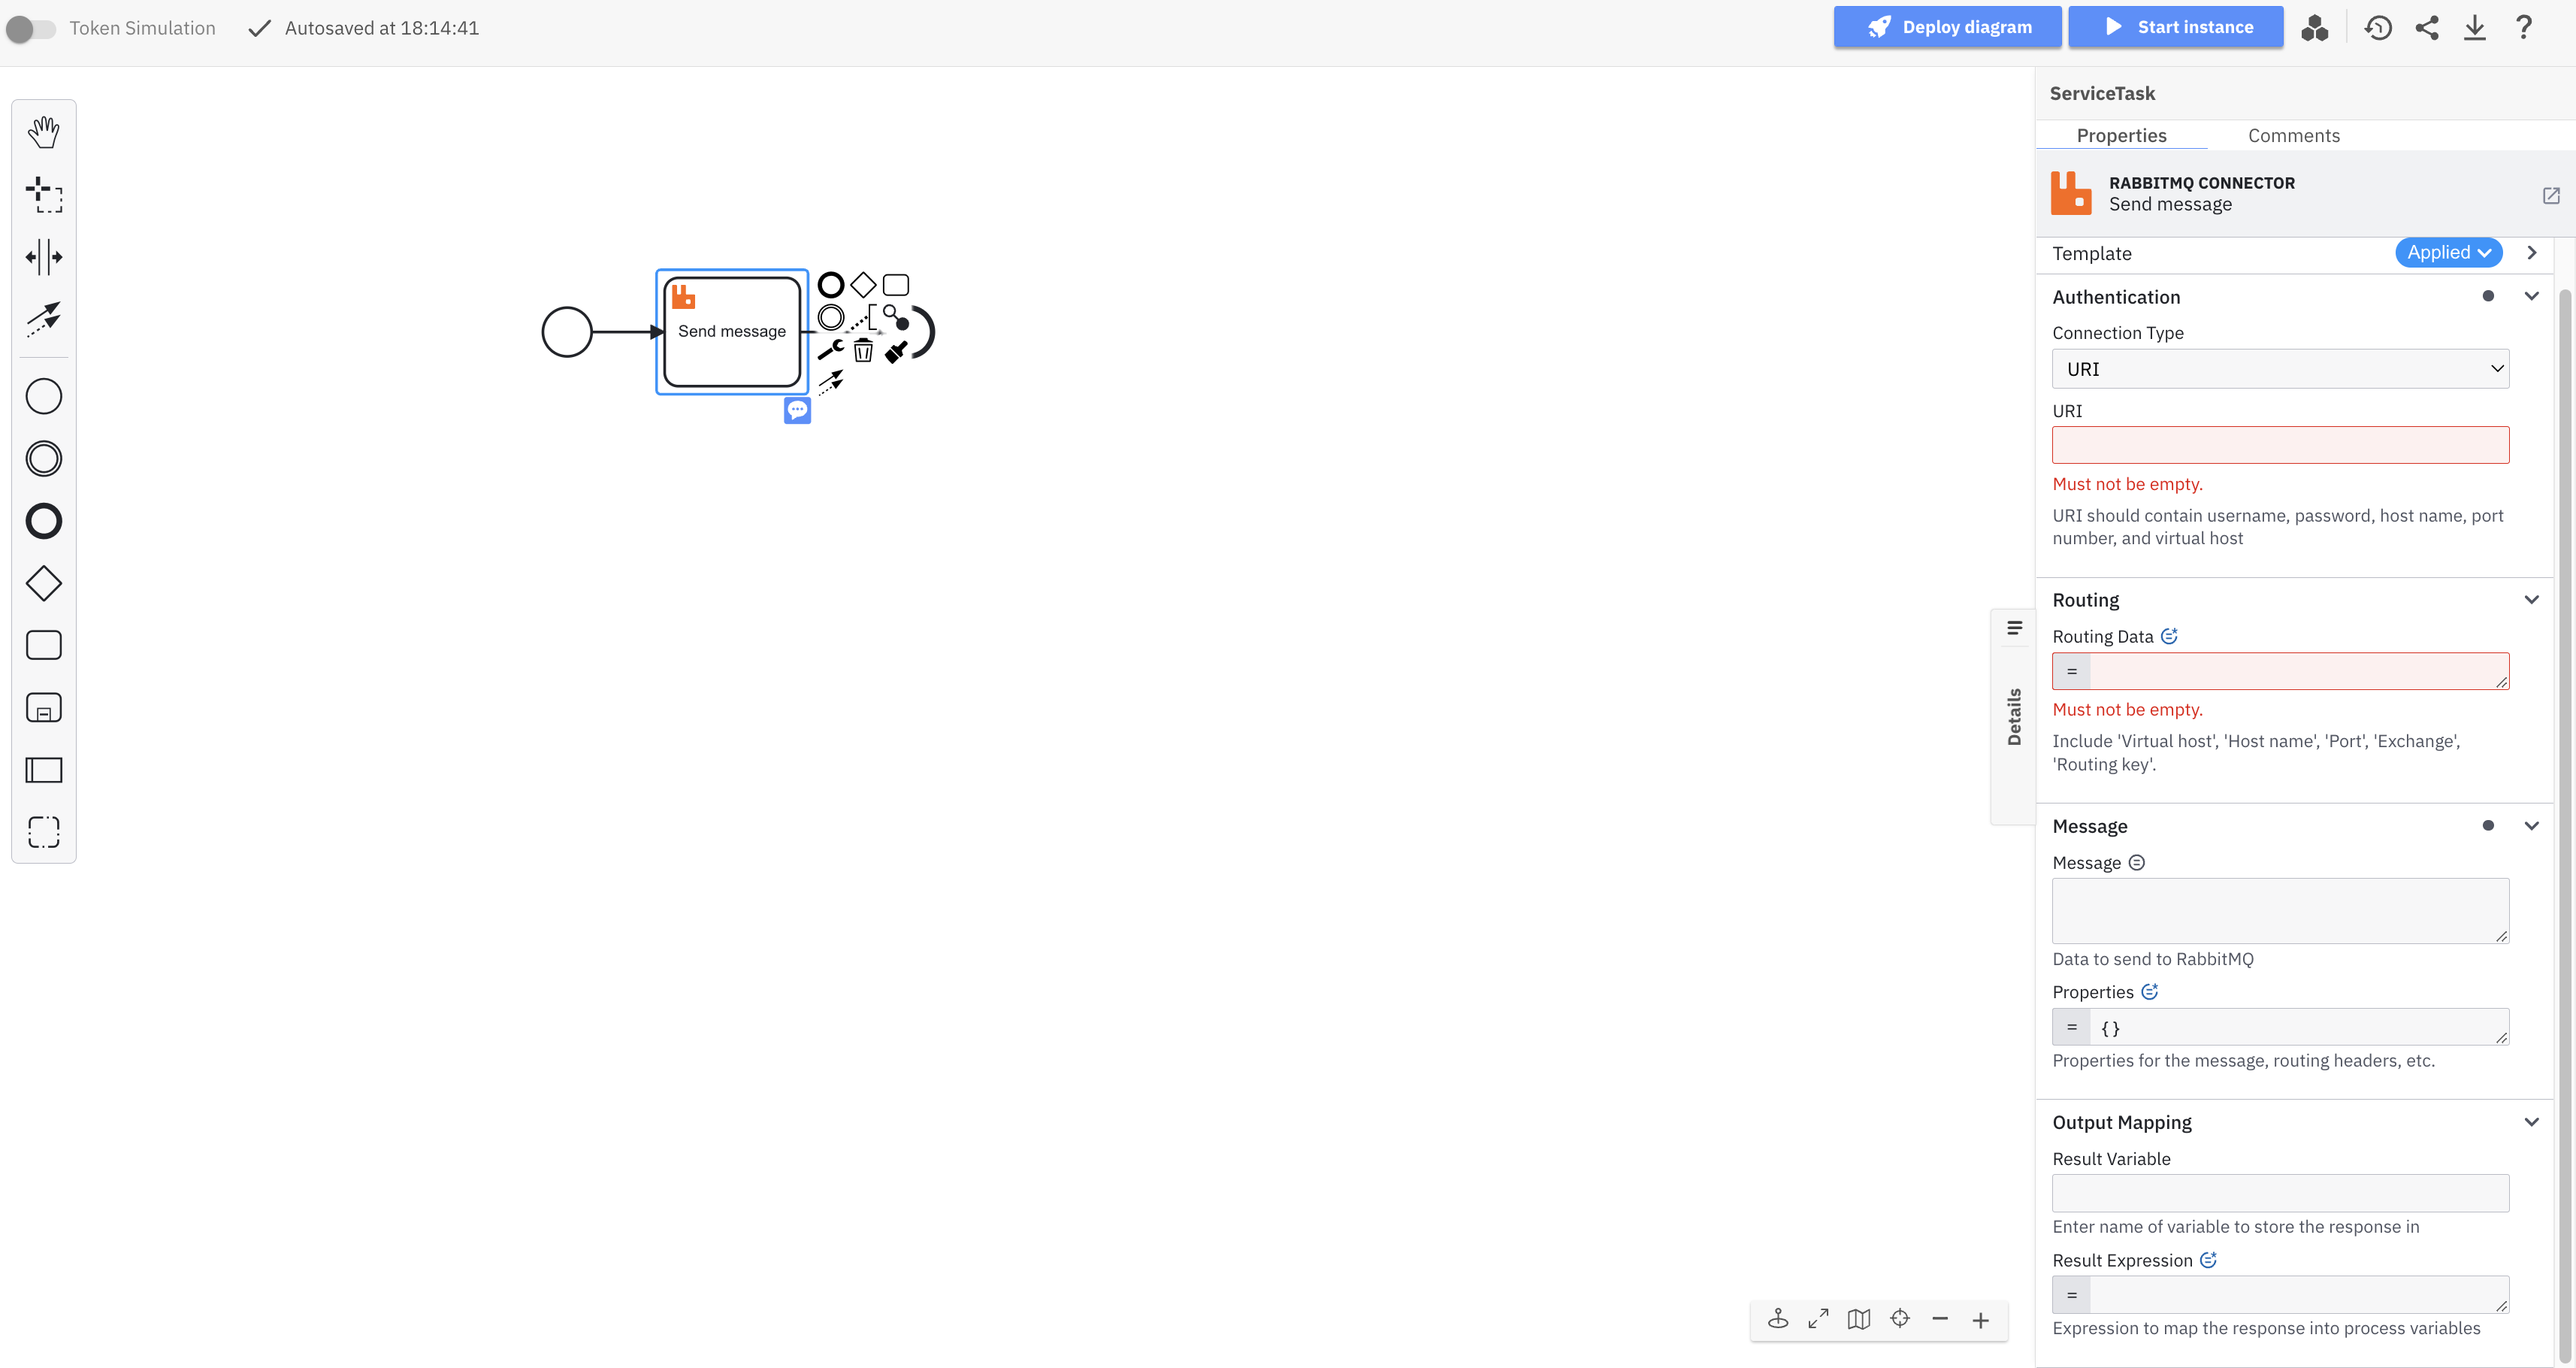 Token Simulation
Autosaved at 18:14:41
Deploy diagram
Start instance
?
ServiceTask
Properties
Comments
RABBITMQ CONNECTOR
Send message
Template
Applied
Authentication
Connection Type
URI
URI
Must not be empty.
URI should contain username, password, host name, port
number, and virtual host
Send message
Routing
Routing Data
=
Must not be empty.
Include 'Virtual host', 'Host name', 'Port', 'Exchange',
'Routing key'.
Details
Message
Message
Data to send to RabbitMQ
Properties
= {}
Properties for the message, routing headers, etc.
Output Mapping
Result Variable
Enter name of variable to store the response in
Result Expression
=
Expression to map the response into process variables